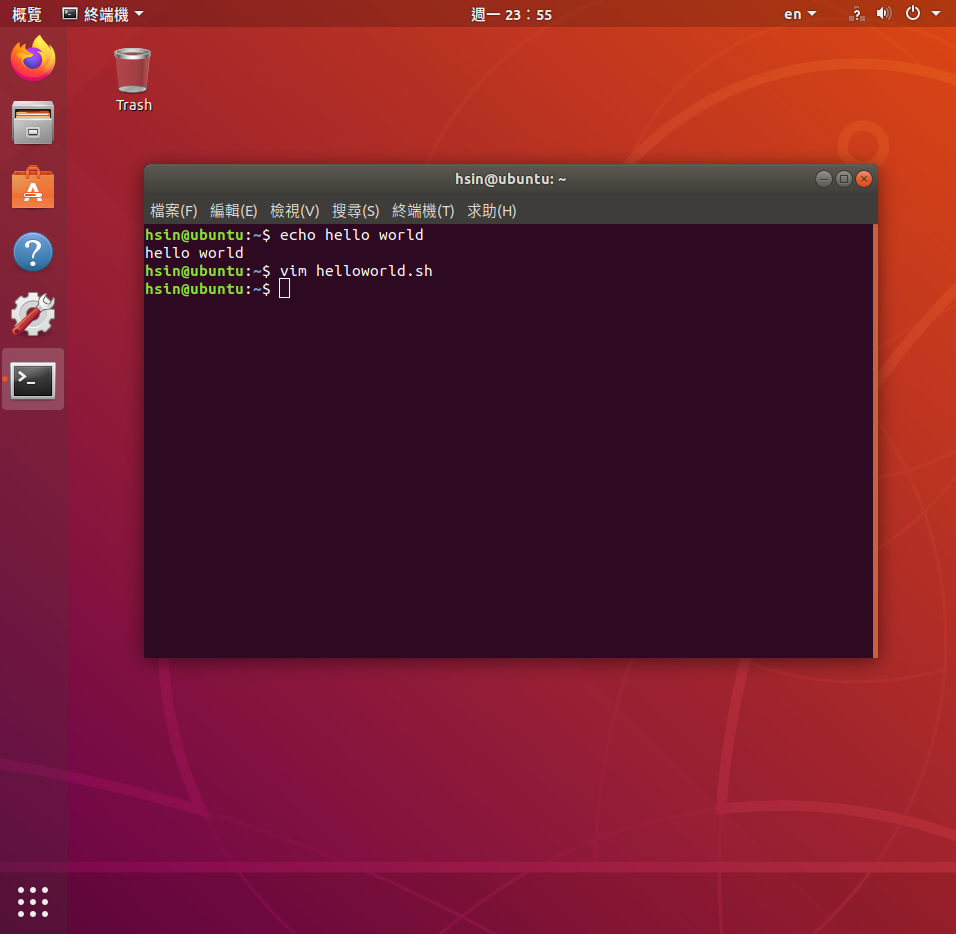 概覽 終端機 週一 23：55 en
Trash
hsin@ubuntu: ~
檔案(F) 編輯(E) 檢視(V) 搜尋(S) 終端機(T) 求助(H)
hsin@ubuntu:~$ echo hello world
hello world
hsin@ubuntu:~$ vim helloworld.sh
hsin@ubuntu:~$